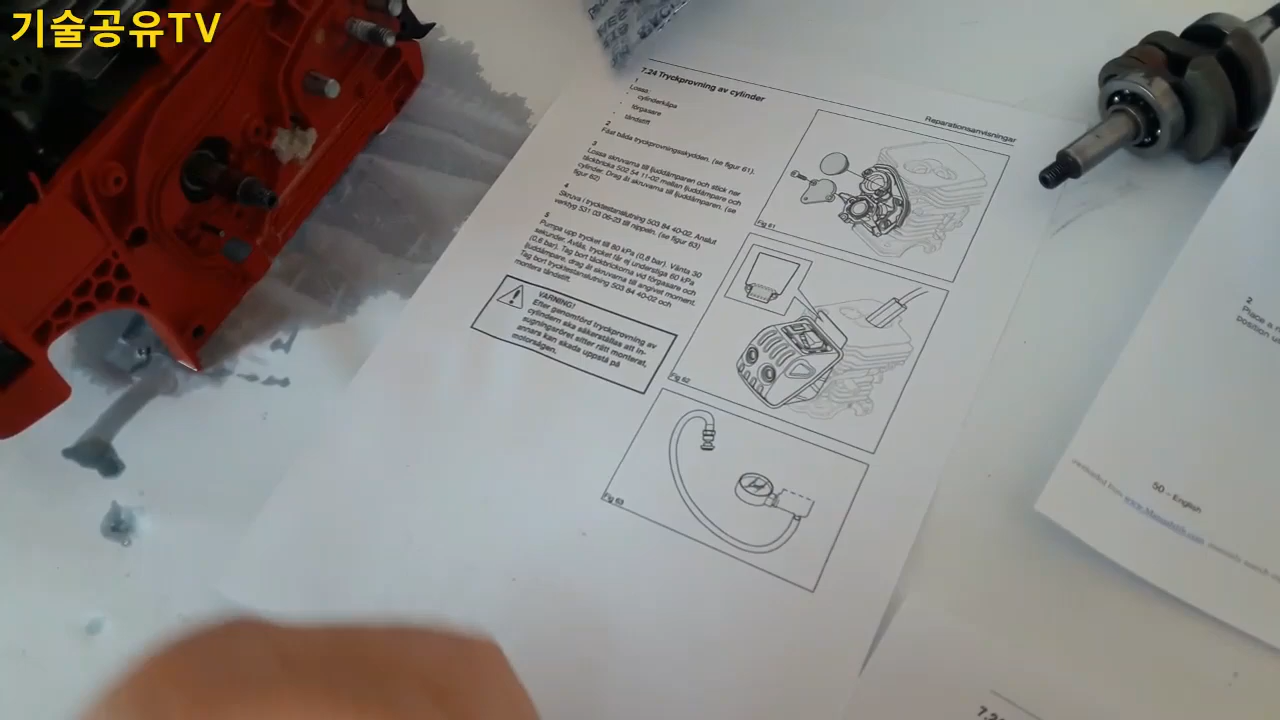 기술공유TV
7.24 Tryckprovning av cylinder
Reparationsanvisningar
1
Lossa:
- cylinderkåpa
- förgasare
- tändstift
2
Fäst båda tryckprovningsskydden. (se figur 61).
3
Lossa skruvarna till ljuddämparen och stick ner
täckbricka 502 54 11-02 mellan ljuddämpare och
cylinder. Drag åt skruvarna till ljuddämparen. (se
figur 62)
4
Skruva i trycktestanslutning 503 84 40-02. Anslut
verktyg 531 03 06-23 till nippeln. (se figur 63)
5
Pumpa upp trycket till 80 kPa (0,8 bar). Vänta 30
sekunder. Avläs, trycket får ej understiga 60 kPa
(0,6 bar). Tag bort täckbrickorna vid förgasare och
ljuddämpare, drag åt skruvarna till angivet moment.
Tag bort trycktestanslutning 503 84 40-02 och
montera tändstift.
VARNING!
Efter genomförd tryckprovning av
cylindern ska säkerställas att in-
sugningsröret sitter rätt monterat,
annars kan skada uppstå på
motorsågen.
Fig 61
Fig 62
Fig 63
2
Place a
position
50 – English